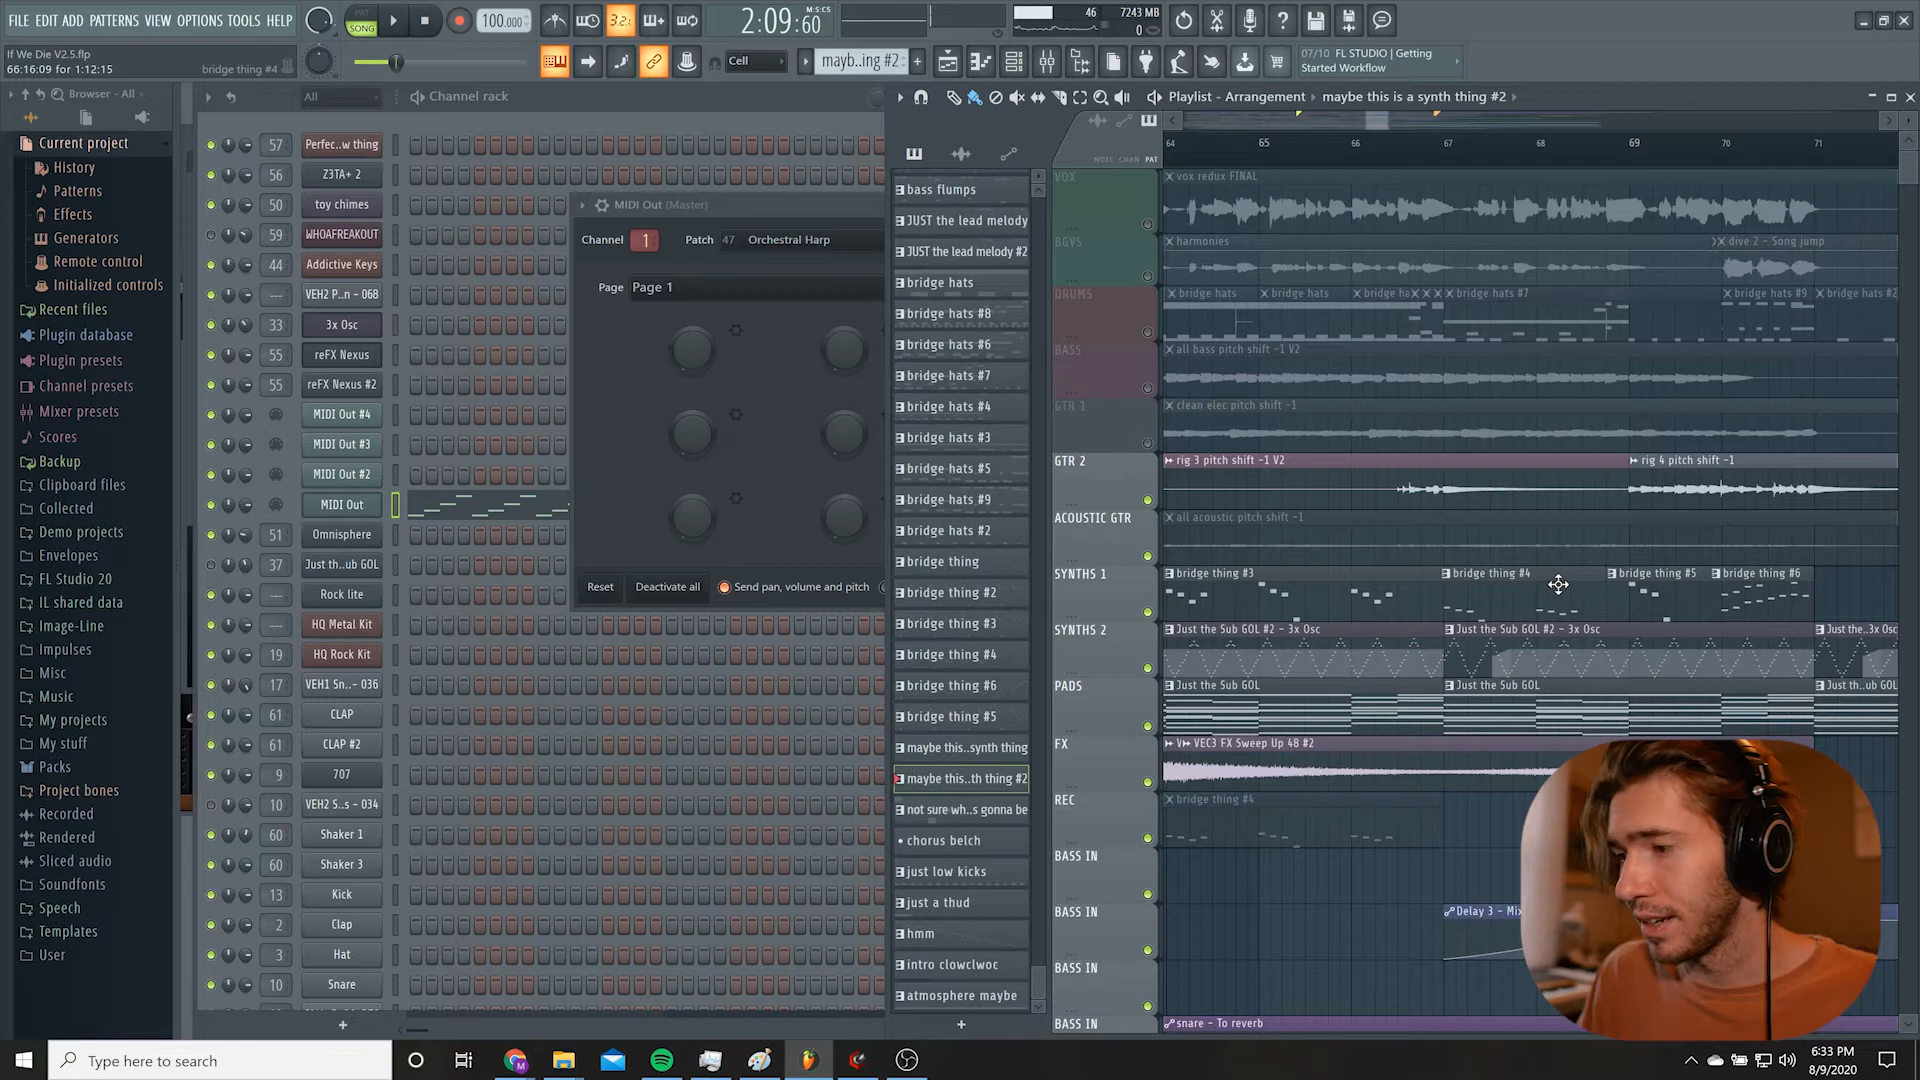 FILE EDIT ADD PATTERNS VIEW OPTIONS TOOLS HELP
PAT
SONG
100.000
3.2:
2:09:60
M:S:CS
46
7243 MB
0
If We Die V2.5.flp
66:16:09 for 1:12:15
bridge thing #4
Cell
mayb..ing #2
07/10 FL STUDIO | Getting
Started Workflow
Browser - All
All
Channel rack
Playlist - Arrangement
maybe this is a synth thing #2
Current project
History
Patterns
Effects
Generators
Remote control
Initialized controls
Recent files
Plugin database
Plugin presets
Channel presets
Mixer presets
Scores
Backup
Clipboard files
Collected
Demo projects
Envelopes
FL Studio 20
IL shared data
Image-Line
Impulses
Misc
Music
My projects
My stuff
Packs
Project bones
Recorded
Rendered
Sliced audio
Soundfonts
Speech
Templates
User
57 Perfec..w thing
56 Z3TA+ 2
50 toy chimes
59 WHOAFREAKOUT
44 Addictive Keys
--- VEH2 P..n - 068
33 3x Osc
55 reFX Nexus
55 reFX Nexus #2
MIDI Out #4
MIDI Out #3
MIDI Out #2
MIDI Out
51 Omnisphere
37 Just th..ub GOL
--- Rock lite
--- HQ Metal Kit
19 HQ Rock Kit
17 VEH1 Sn..- 036
61 CLAP
61 CLAP #2
9 707
10 VEH2 S..s - 034
60 Shaker 1
60 Shaker 3
13 Kick
2 Clap
3 Hat
10 Snare
MIDI Out (Master)
Channel 1 Patch 47 Orchestral Harp
Page Page 1
Reset Deactivate all Send pan, volume and pitch
bass flumps
JUST the lead melody
JUST the lead melody #2
bridge hats
bridge hats #8
bridge hats #6
bridge hats #7
bridge hats #4
bridge hats #3
bridge hats #5
bridge hats #9
bridge hats #2
bridge thing
bridge thing #2
bridge thing #3
bridge thing #4
bridge thing #6
bridge thing #5
maybe this..synth thing
maybe this..th thing #2
not sure wh..s gonna be
chorus belch
just low kicks
just a thud
hmm
intro clowclwoc
atmosphere maybe
NOTE CHAN PAT
64 65 66 67 68 69 70 71
VOX
vox redux FINAL
BGVS
harmonies
dive 2 - Song jump
DRUMS
bridge hats
bridge hats
bridge ha
bridge hats #7
bridge hats #9
bridge hats #2
BASS
all bass pitch shift -1 V2
GTR 1
clean elec pitch shift -1
GTR 2
rig 3 pitch shift -1 V2
rig 4 pitch shift -1
ACOUSTIC GTR
all acoustic pitch shift -1
SYNTHS 1
bridge thing #3
bridge thing #4
bridge thing #5
bridge thing #6
SYNTHS 2
Just the Sub GOL #2 - 3x Osc
Just the Sub GOL #2 - 3x Osc
Just the..3x Osc
PADS
Just the Sub GOL
Just the Sub GOL
Just th..ub GOL
FX
V
VEC3 FX Sweep Up 48 #2
REC
bridge thing #4
BASS IN
BASS IN
Delay 3 - Mix
BASS IN
BASS IN
snare - To reverb
Type here to search
6:33 PM
8/9/2020